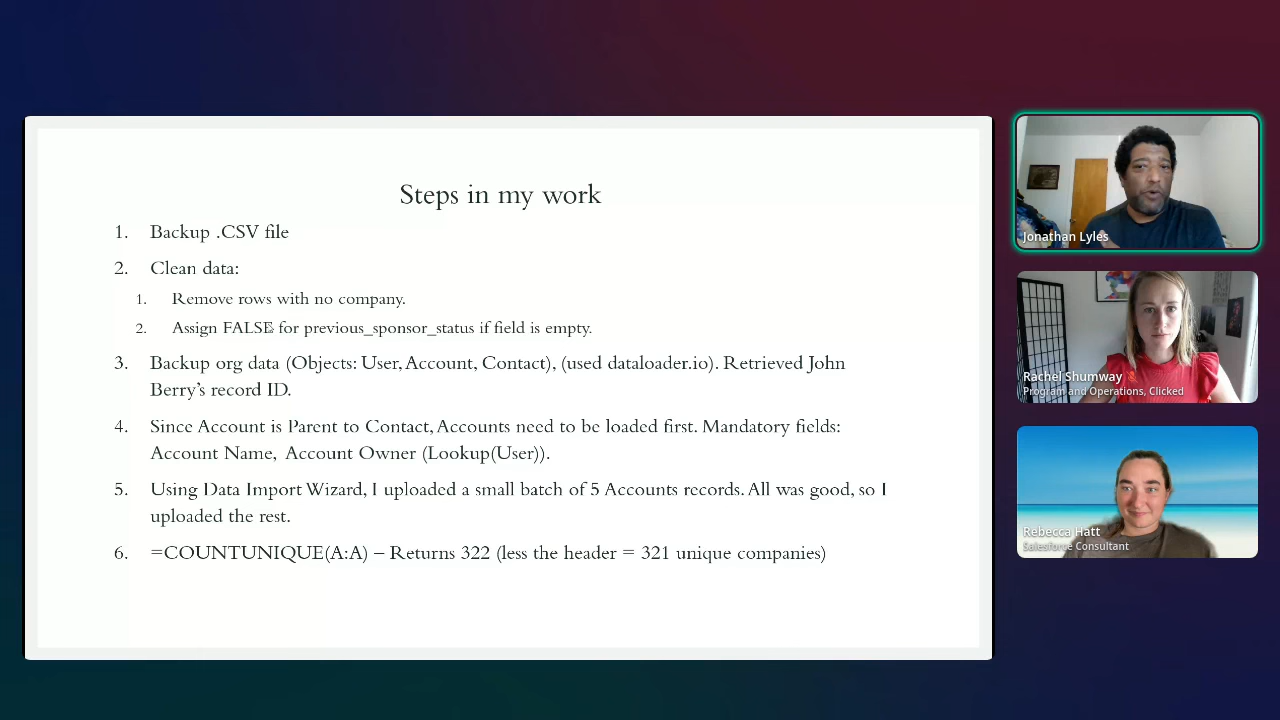 Steps in my work
1. Backup .CSV file
2. Clean data:
1. Remove rows with no company.
2. Assign FALSE for previous_sponsor_status if field is empty.
3. Backup org data (Objects: User, Account, Contact), (used dataloader.io). Retrieved John
Berry's record ID.
4. Since Account is Parent to Contact, Accounts need to be loaded first. Mandatory fields:
Account Name, Account Owner (Lookup(User)).
5. Using Data Import Wizard, I uploaded a small batch of 5 Accounts records. All was good, so I
uploaded the rest.
6. =COUNTUNIQUE(A:A) – Returns 322 (less the header = 321 unique companies)
Jonathan Lyles
Rachel Shumway
Program and Operations, Clicked
Rebecca Hatt
Salesforce Consultant